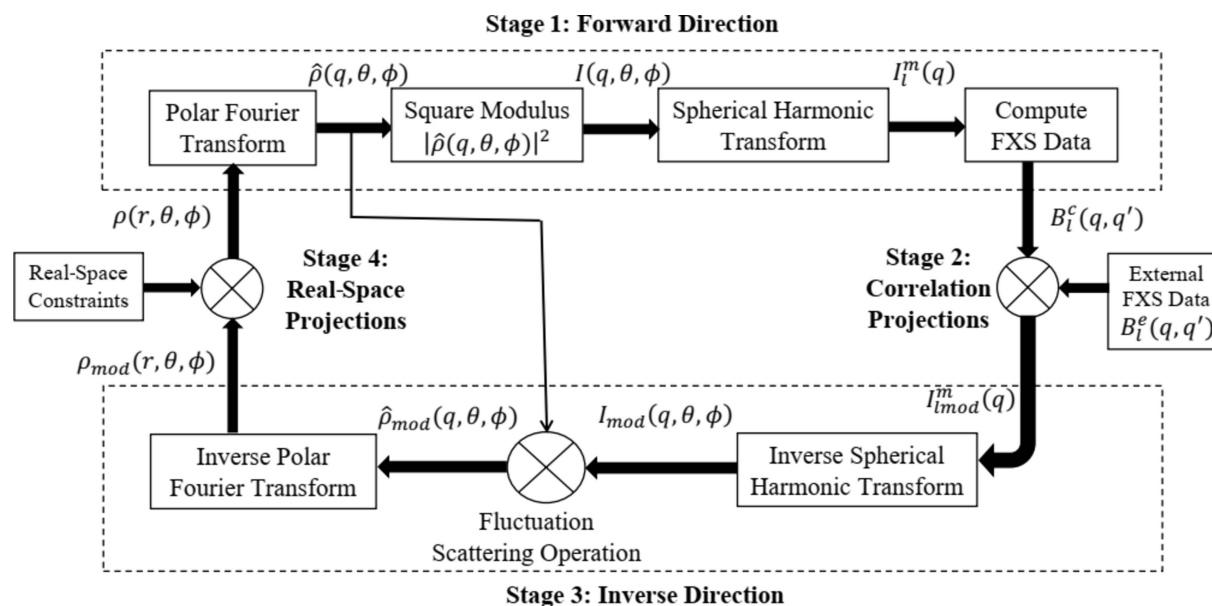 Stage 1: Forward Direction
ρ̂(q, θ, ϕ)
I(q, θ, ϕ)
I_l^m(q)
Polar Fourier
Transform
Square Modulus
|ρ̂(q, θ, ϕ)|²
Spherical Harmonic
Transform
Compute
FXS Data
ρ(r, θ, ϕ)
B_l^c(q, q′)
Real-Space
Constraints
Stage 4:
Real-Space
Projections
Stage 2:
Correlation
Projections
External
FXS Data
B_l^e(q, q′)
ρ_mod(r, θ, ϕ)
I_lmod^m(q)
ρ̂_mod(q, θ, ϕ)
I_mod(q, θ, ϕ)
Inverse Polar
Fourier Transform
Inverse Spherical
Harmonic Transform
Fluctuation
Scattering Operation
Stage 3: Inverse Direction